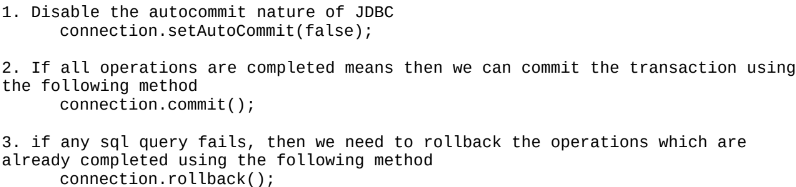 1. Disable the autocommit nature of JDBC
connection.setAutoCommit(false);
2. If all operations are completed means then we can commit the transaction using
the following method
connection.commit();
3. if any sql query fails, then we need to rollback the operations which are
already completed using the following method
connection.rollback();